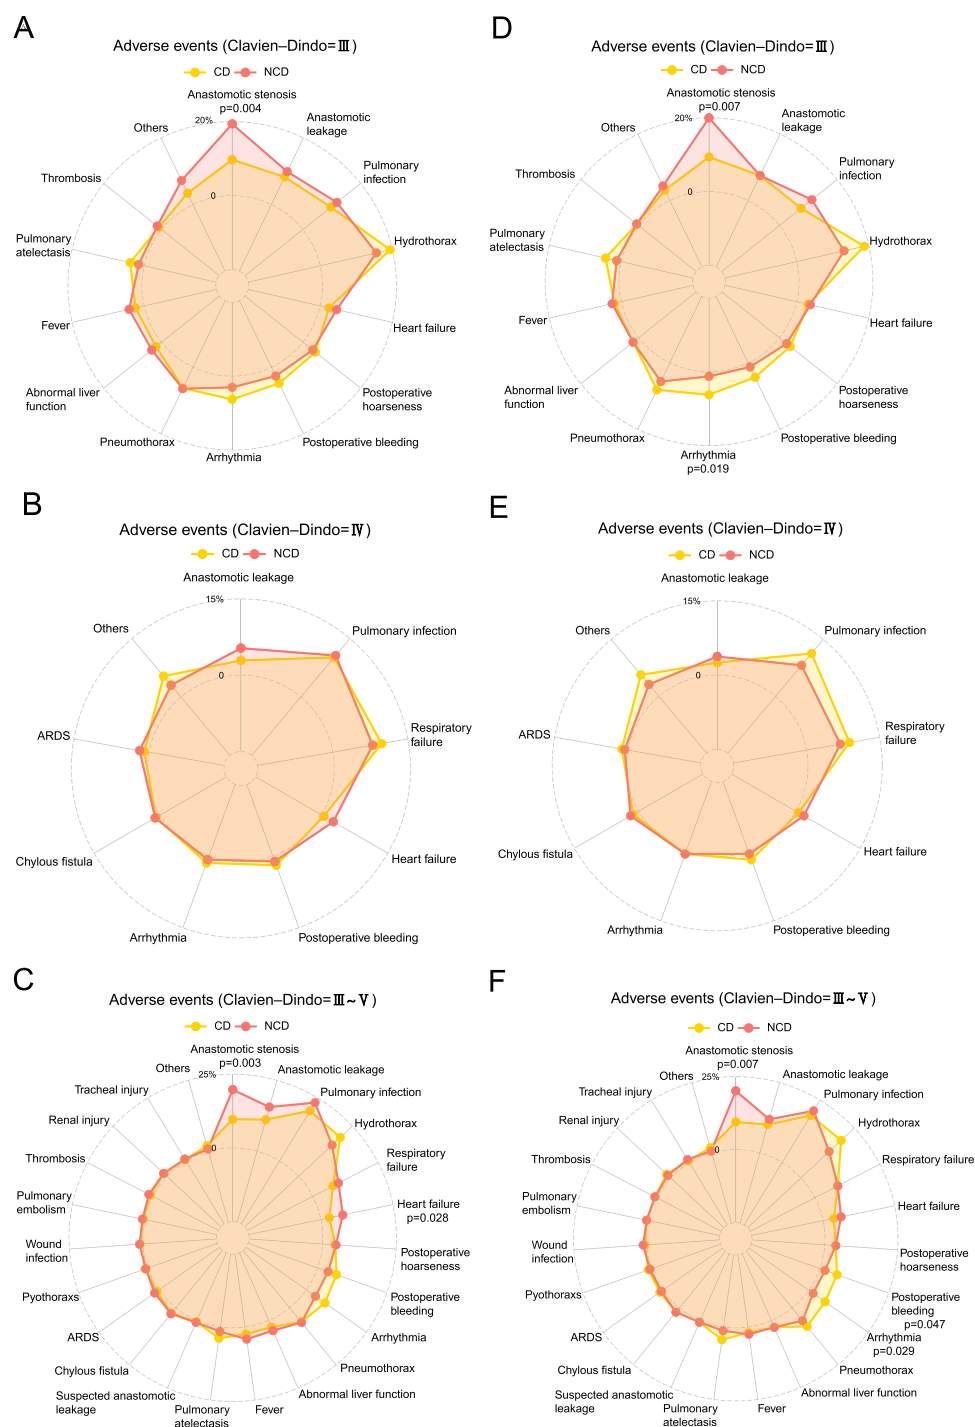 A
Adverse events (Clavien–Dindo=Ⅲ)
CD NCD
Anastomotic stenosis
p=0.004
20%
0
Anastomotic
leakage
Pulmonary
infection
Hydrothorax
Heart failure
Postoperative
hoarseness
Postoperative bleeding
Arrhythmia
Pneumothorax
Abnormal liver
function
Fever
Pulmonary
atelectasis
Thrombosis
Others
D
Adverse events (Clavien–Dindo=Ⅲ)
CD NCD
Anastomotic stenosis
p=0.007
20%
0
Anastomotic
leakage
Pulmonary
infection
Hydrothorax
Heart failure
Postoperative
hoarseness
Postoperative bleeding
Arrhythmia
p=0.019
Pneumothorax
Abnormal liver
function
Fever
Pulmonary
atelectasis
Thrombosis
Others
B
Adverse events (Clavien–Dindo=Ⅳ)
CD NCD
Anastomotic leakage
15%
0
Pulmonary infection
Respiratory
failure
Heart failure
Postoperative bleeding
Arrhythmia
Chylous fistula
ARDS
Others
E
Adverse events (Clavien–Dindo=Ⅳ)
CD NCD
Anastomotic leakage
15%
0
Pulmonary infection
Respiratory
failure
Heart failure
Postoperative bleeding
Arrhythmia
Chylous fistula
ARDS
Others
C
Adverse events (Clavien–Dindo=Ⅲ~Ⅴ)
CD NCD
Anastomotic stenosis
p=0.003
25%
0
Anastomotic leakage
Pulmonary infection
Hydrothorax
Respiratory
failure
Heart failure
p=0.028
Postoperative
hoarseness
Postoperative
bleeding
Arrhythmia
Pneumothorax
Abnormal liver function
Fever
Pulmonary
atelectasis
Suspected anastomotic
leakage
Chylous fistula
ARDS
Pyothoraxs
Wound
infection
Pulmonary
embolism
Thrombosis
Renal injury
Tracheal injury
Others
F
Adverse events (Clavien–Dindo=Ⅲ~Ⅴ)
CD NCD
Anastomotic stenosis
p=0.007
25%
0
Anastomotic leakage
Pulmonary infection
Hydrothorax
Respiratory failure
Heart failure
Postoperative
hoarseness
Postoperative
bleeding
p=0.047
Arrhythmia
p=0.029
Pneumothorax
Abnormal liver function
Fever
Pulmonary
atelectasis
Suspected anastomotic
leakage
Chylous fistula
ARDS
Pyothoraxs
Wound
infection
Pulmonary
embolism
Thrombosis
Renal injury
Tracheal injury
Others